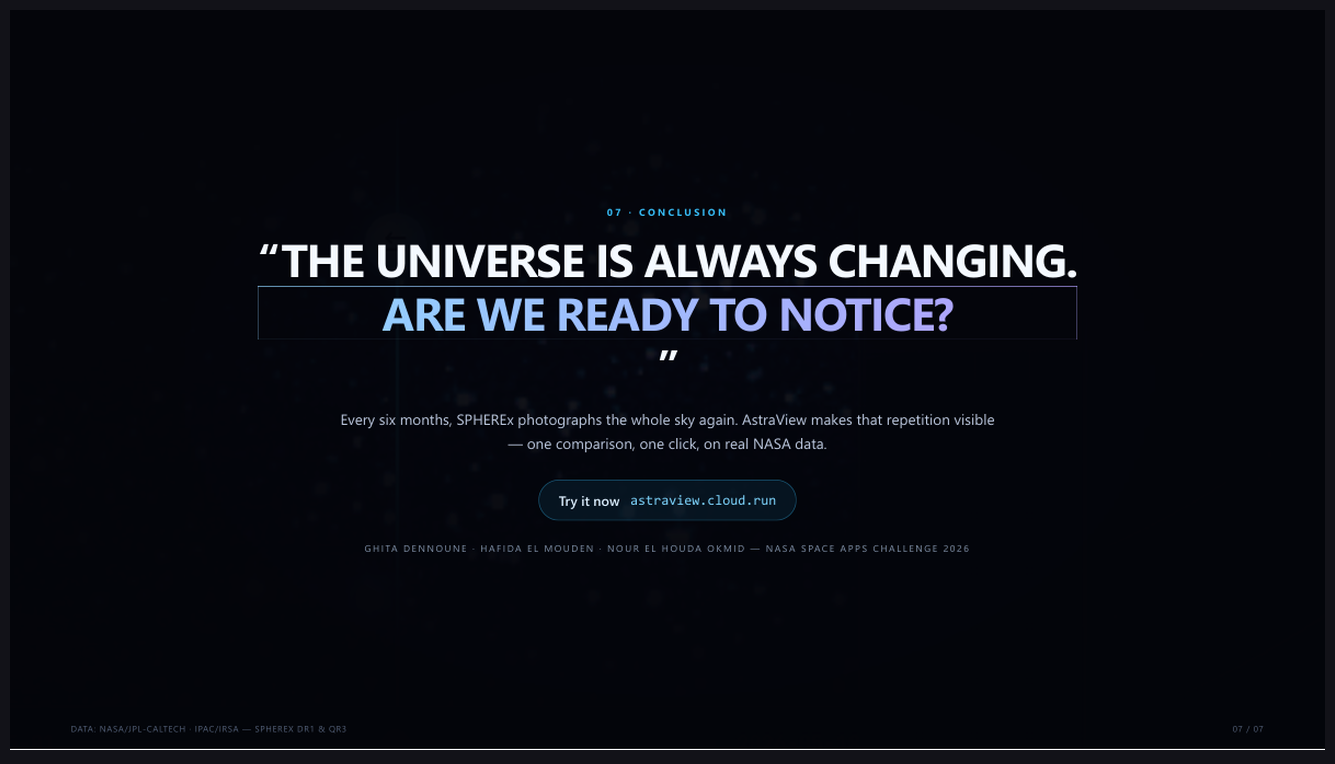 07 · CONCLUSION
“THE UNIVERSE IS ALWAYS CHANGING.
ARE WE READY TO NOTICE?
”
Every six months, SPHEREx photographs the whole sky again. AstraView makes that repetition visible
— one comparison, one click, on real NASA data.
Try it now astraview.cloud.run
GHITA DENNOUNE · HAFIDA EL MOUDEN · NOUR EL HOUDA OKMID — NASA SPACE APPS CHALLENGE 2026
DATA: NASA/JPL-CALTECH · IPAC/IRSA — SPHEREX DR1 & QR3
07 / 07